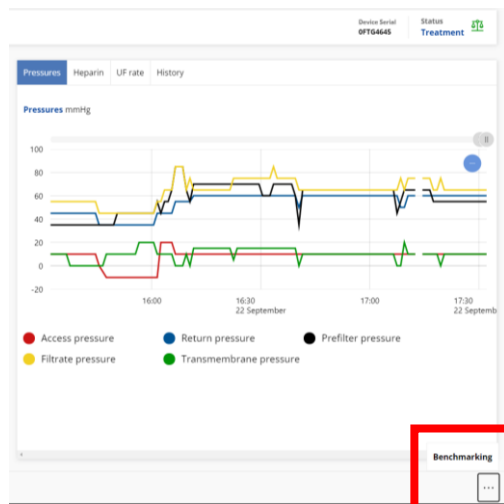 Device Serial
0FTG4645
Status
Treatment
Pressures Heparin UF rate History
Pressures mmHg
100
80
60
40
20
0
-20
16:00 16:30 17:00 17:30
22 September 22 Septemb
Access pressure Return pressure Prefilter pressure
Filtrate pressure Transmembrane pressure
Benchmarking
...